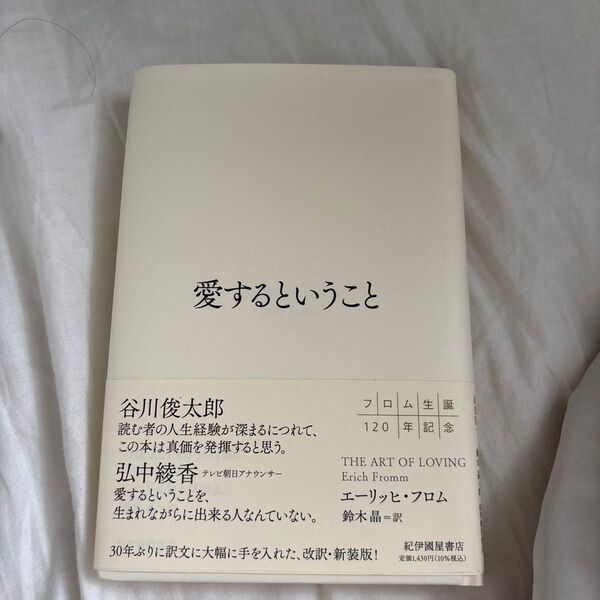 愛するということ
谷川俊太郎
読む者の人生経験が深まるにつれて、
この本は真価を発揮すると思う。
弘中綾香 テレビ朝日アナウンサー
愛するということを、
生まれながらに出来る人なんていない。
30年ぶりに訳文に大幅に手を入れた、改訳・新装版!
フロム生誕
120年記念
THE ART OF LOVING
Erich Fromm
エーリッヒ・フロム
鈴木晶=訳
紀伊國屋書店
定価1,430円(10%税込)